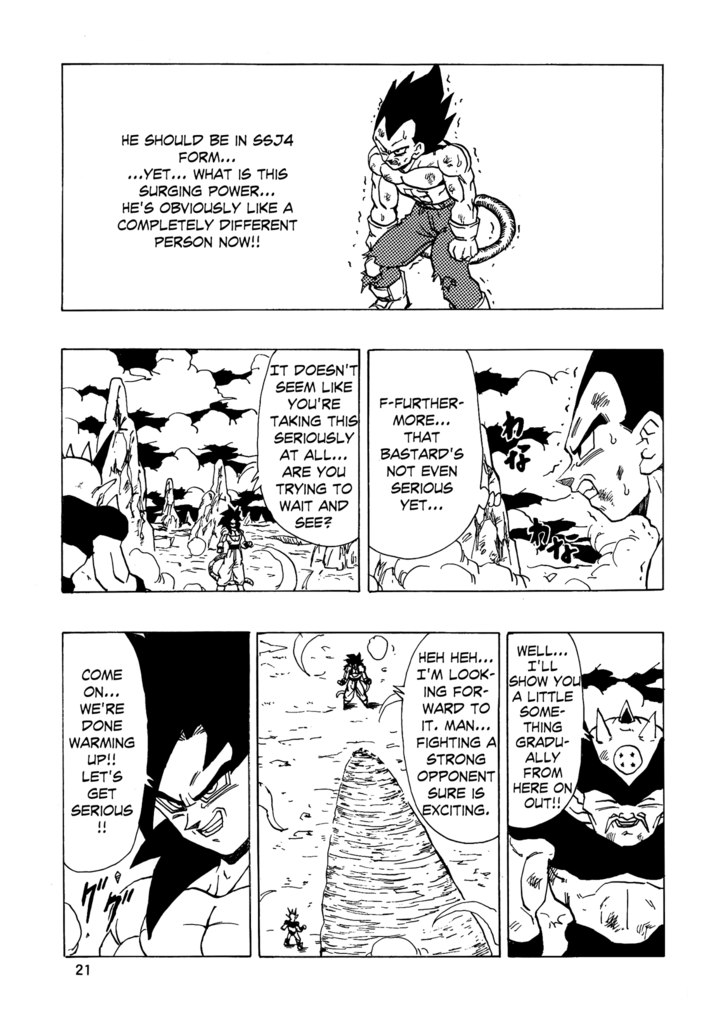 HE SHOULD BE IN SSJ4
FORM...
...YET... WHAT IS THIS
SURGING POWER...
HE'S OBVIOUSLY LIKE A
COMPLETELY DIFFERENT
PERSON NOW!!
F-FURTHER-
MORE...
THAT
BASTARD'S
NOT EVEN
SERIOUS
YET...
わな
わな
IT DOESN'T
SEEM LIKE
YOU'RE
TAKING THIS
SERIOUSLY
AT ALL...
ARE YOU
TRYING TO
WAIT AND
SEE?
WELL...
I'LL
SHOW YOU
A LITTLE
SOME-
THING
GRADU-
ALLY
FROM
HERE ON
OUT!!
HEH HEH...
I'M LOOK-
ING FOR-
WARD TO
IT. MAN...
FIGHTING A
STRONG
OPPONENT
SURE IS
EXCITING.
COME
ON...
WE'RE
DONE
WARMING
UP!!
LET'S
GET
SERIOUS
!!
21